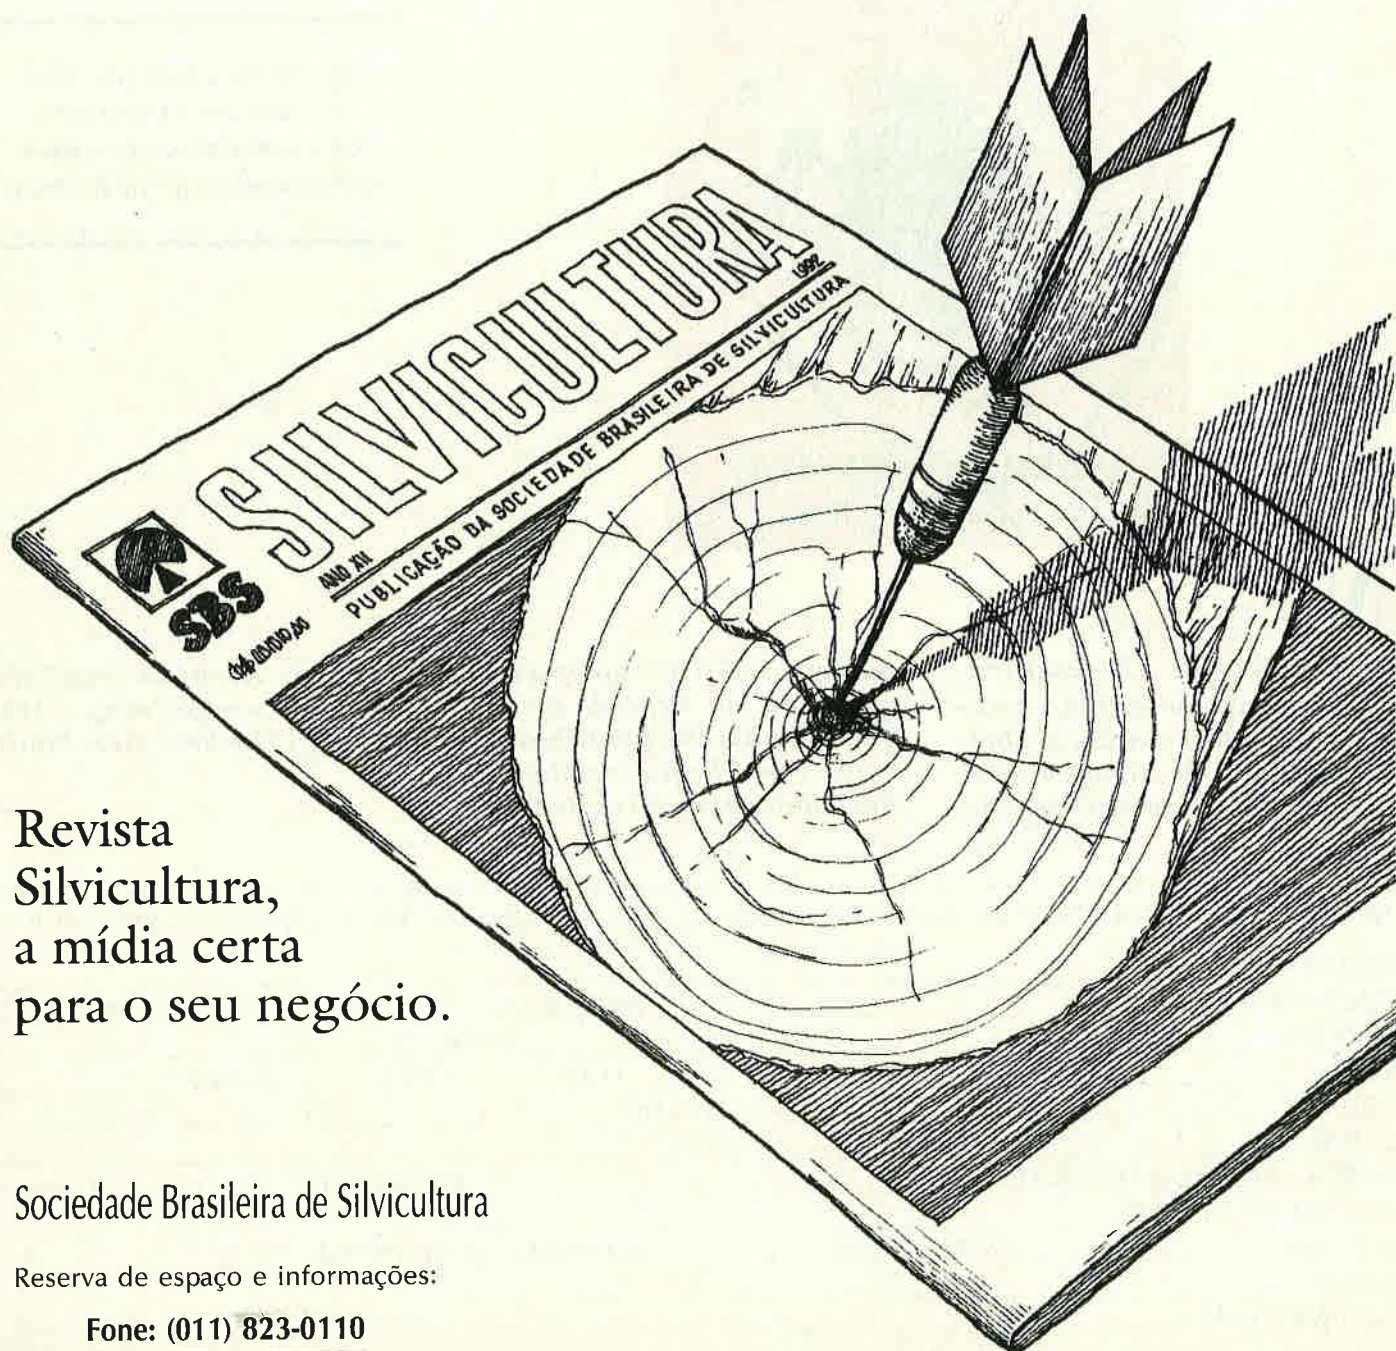 SILVICULTURA
1992
ANO XII
PUBLICAÇÃO DA SOCIEDADE BRASILEIRA DE SILVICULTURA
SBS
Revista
Silvicultura,
a mídia certa
para o seu negócio.
Sociedade Brasileira de Silvicultura
Reserva de espaço e informações:
Fone: (011) 823-0110